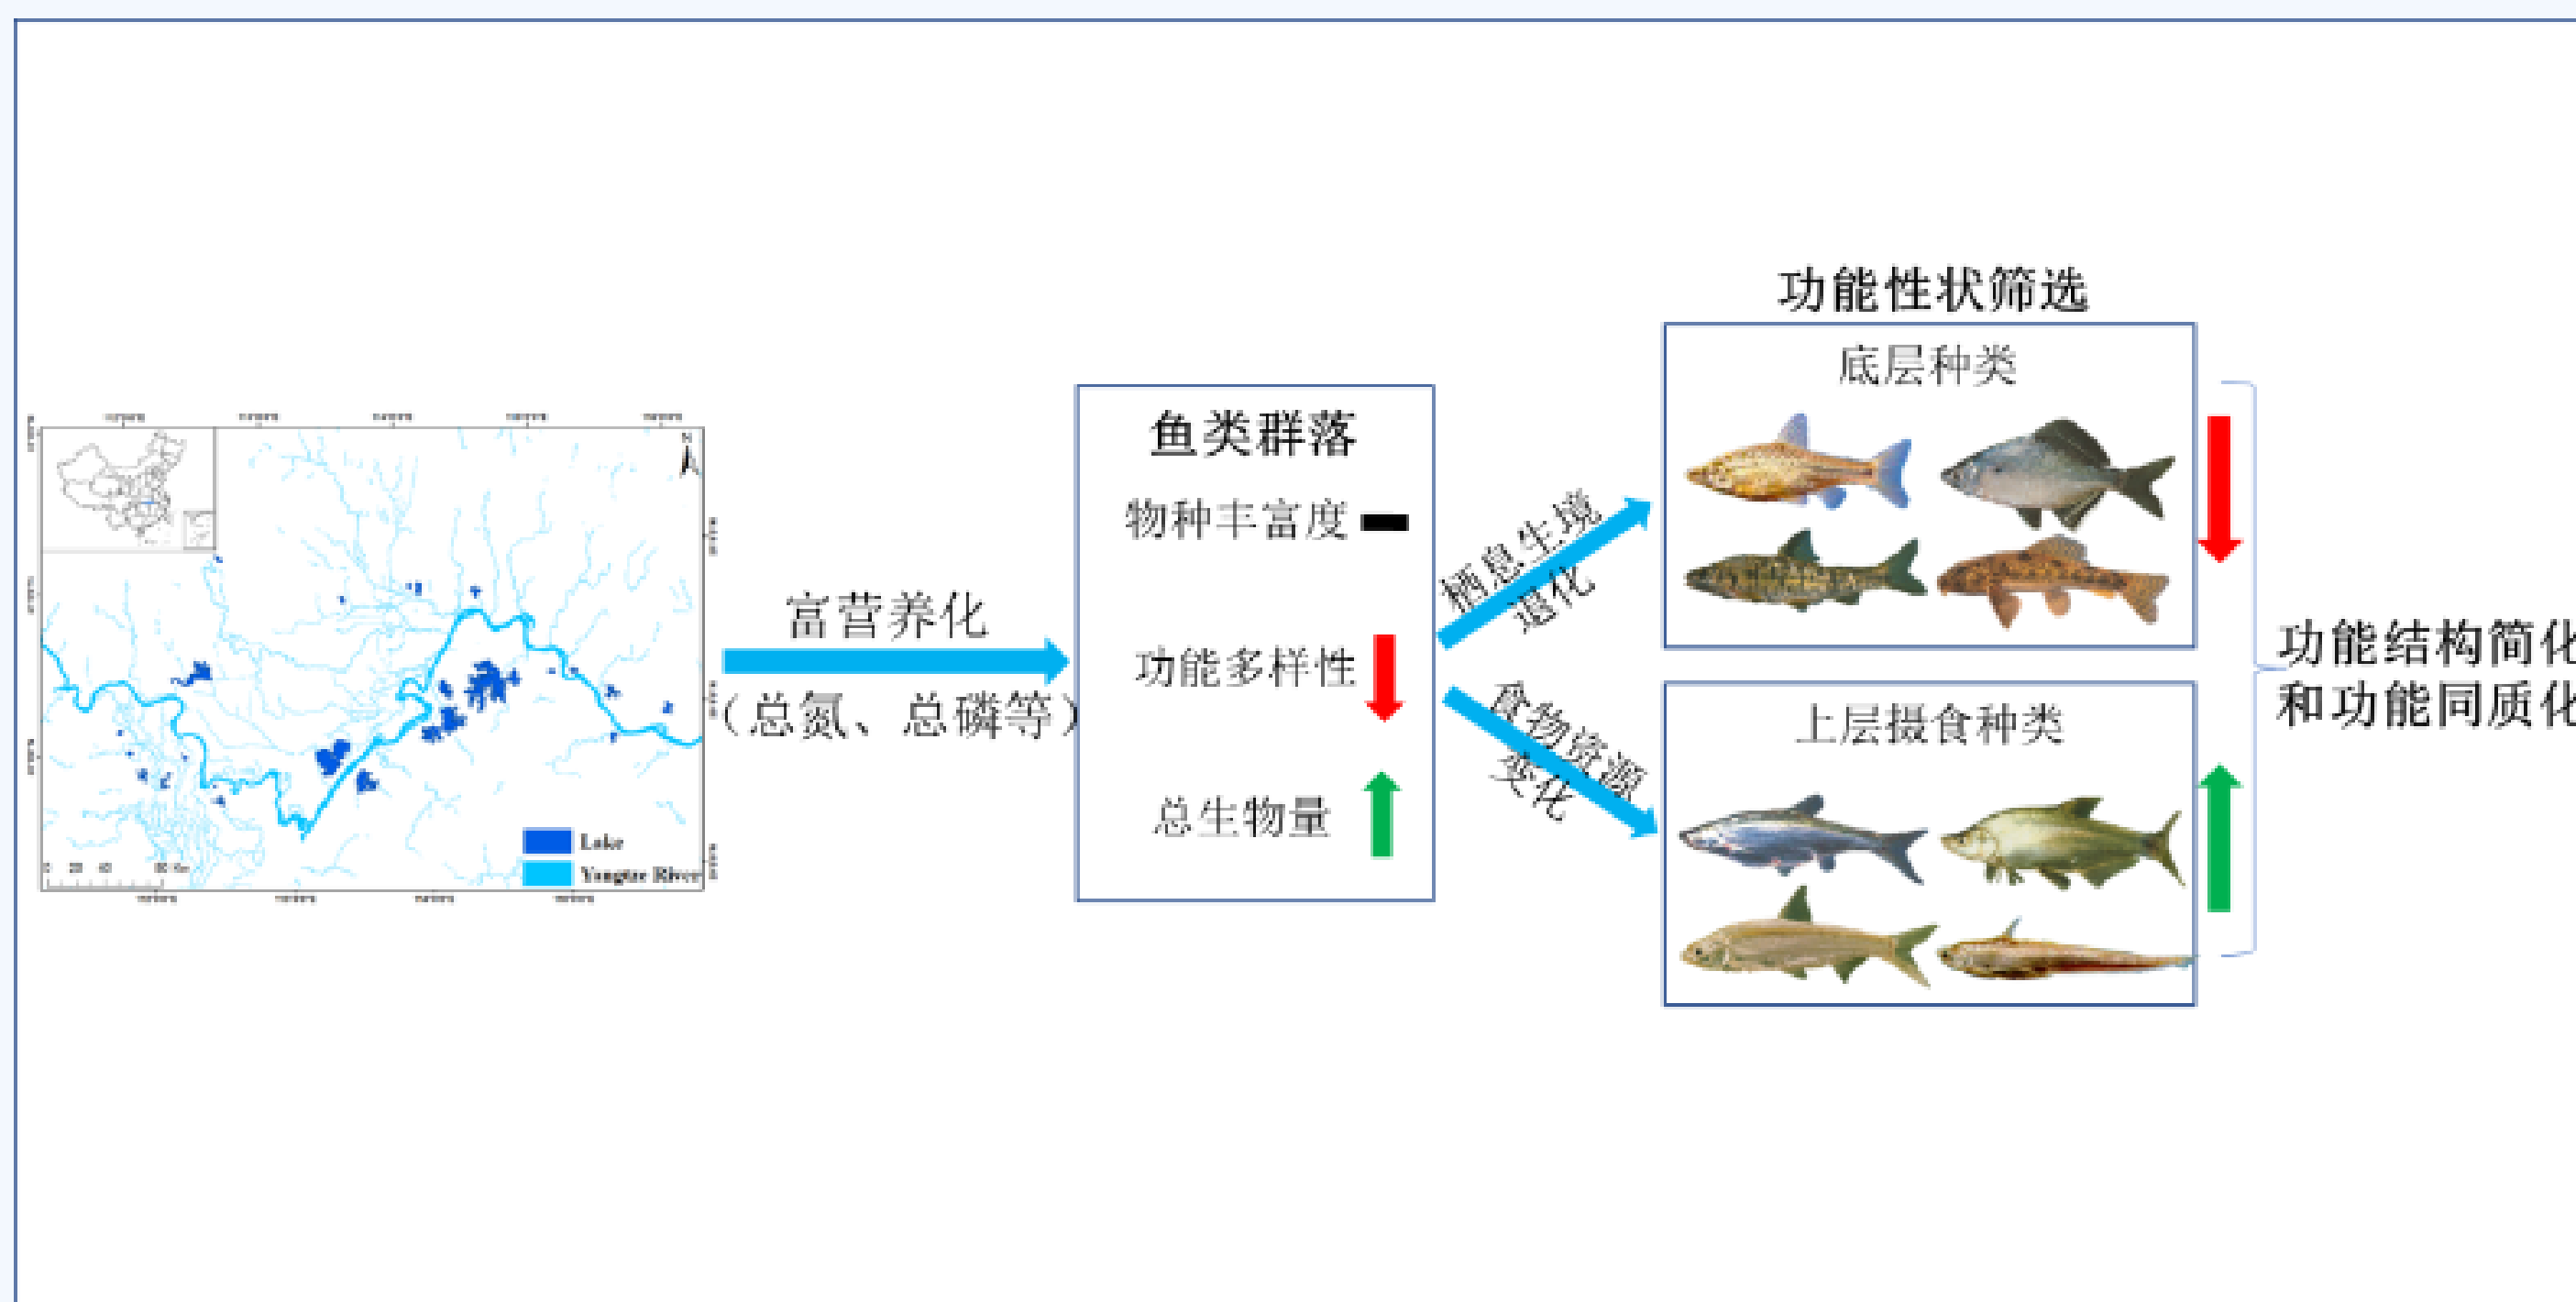 Lake
Yangtze River
富营养化
（总氮、总磷等）
鱼类群落
物种丰富度
功能多样性
总生物量
栖息生境
退化
食物资源
变化
功能性状筛选
底层种类
上层摄食种类
功能结构简化
和功能同质化